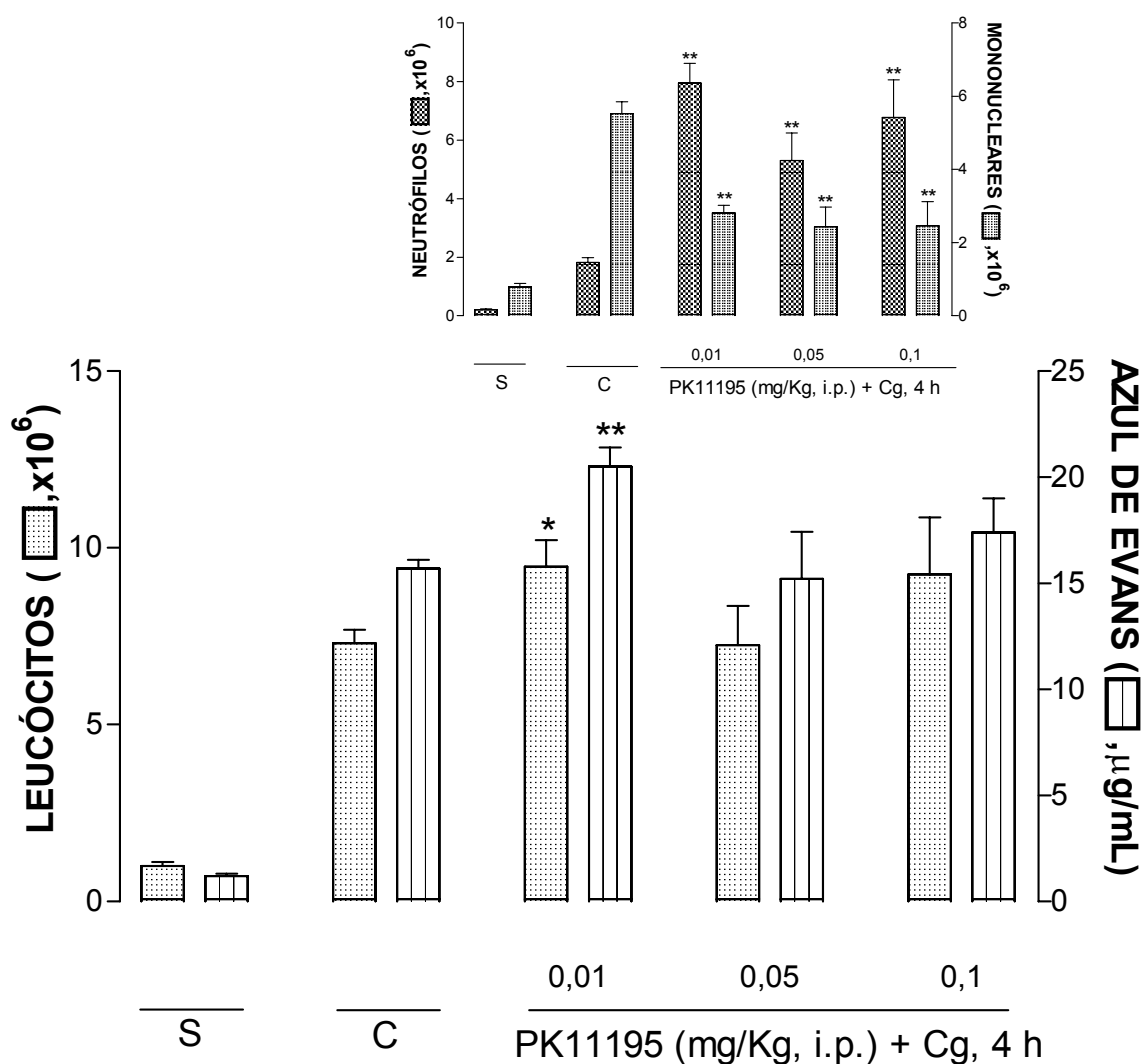 10
8
6
4
2
0
NEUTRÓFILOS ( ,x10⁶)
** ** **
** ** **
8
6
4
2
0
MONONUCLEARES ( ,x10⁶)
0,01 0,05 0,1
S C PK11195 (mg/Kg, i.p.) + Cg, 4 h
15
10
5
0
LEUCÓCITOS ( ,x10⁶)
* **
25
20
15
10
5
0
AZUL DE EVANS ( ,µg/mL)
0,01 0,05 0,1
S C PK11195 (mg/Kg, i.p.) + Cg, 4 h